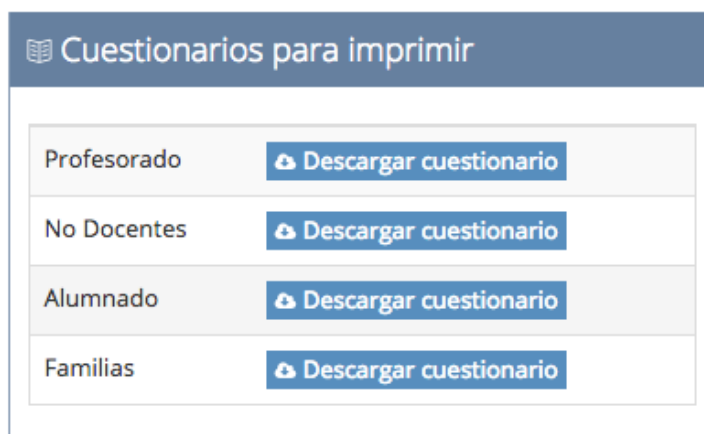 Cuestionarios para imprimir
Profesorado Descargar cuestionario
No Docentes Descargar cuestionario
Alumnado Descargar cuestionario
Familias Descargar cuestionario